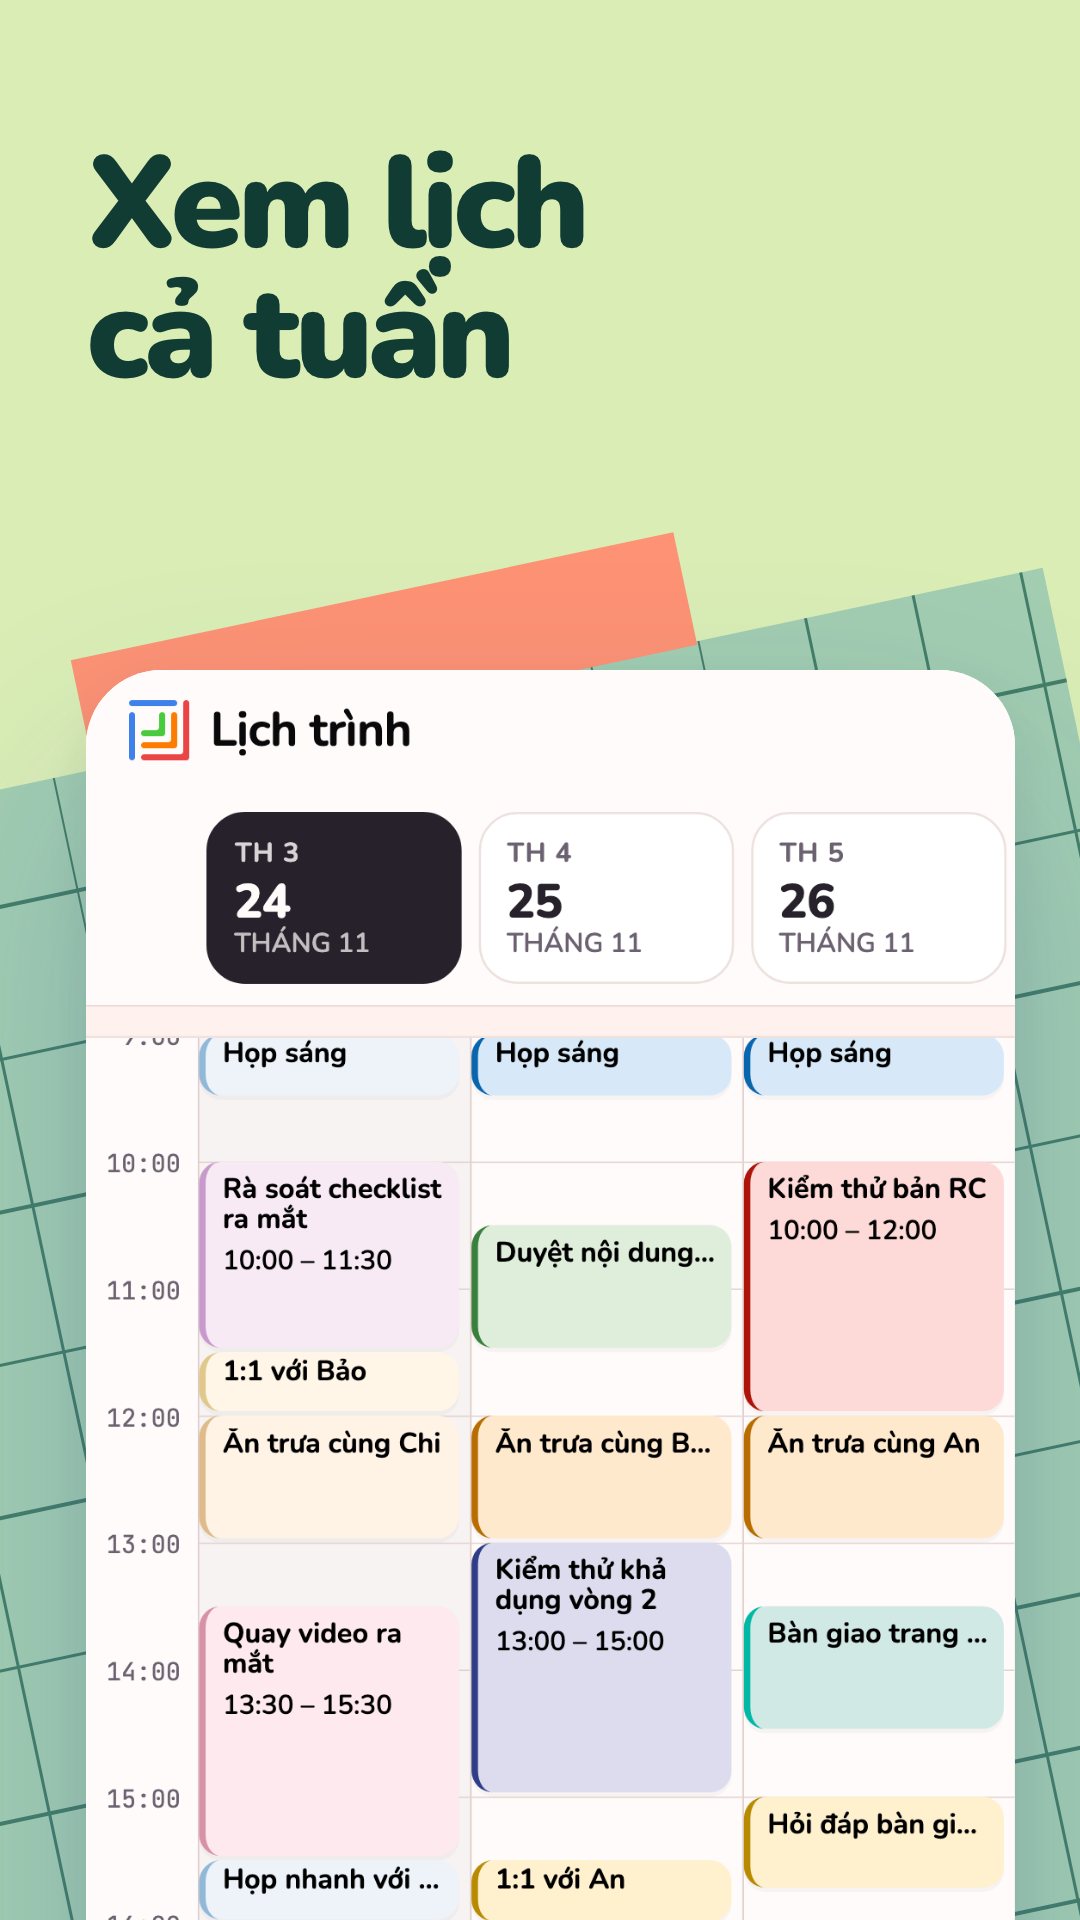 Xem lịch
cả tuần
Lịch trình
TH 3
24
THÁNG 11
TH 4
25
THÁNG 11
TH 5
26
THÁNG 11
Họp sáng
Họp sáng
Họp sáng
10:00
Rà soát checklist
ra mắt
10:00 – 11:30
Kiểm thử bản RC
10:00 – 12:00
Duyệt nội dung...
11:00
1:1 với Bảo
12:00
Ăn trưa cùng Chi
Ăn trưa cùng B...
Ăn trưa cùng An
13:00
Kiểm thử khả
dụng vòng 2
13:00 – 15:00
Quay video ra
mắt
13:30 – 15:30
Bàn giao trang ...
14:00
15:00
Hỏi đáp bàn gi...
Họp nhanh với ...
1:1 với An